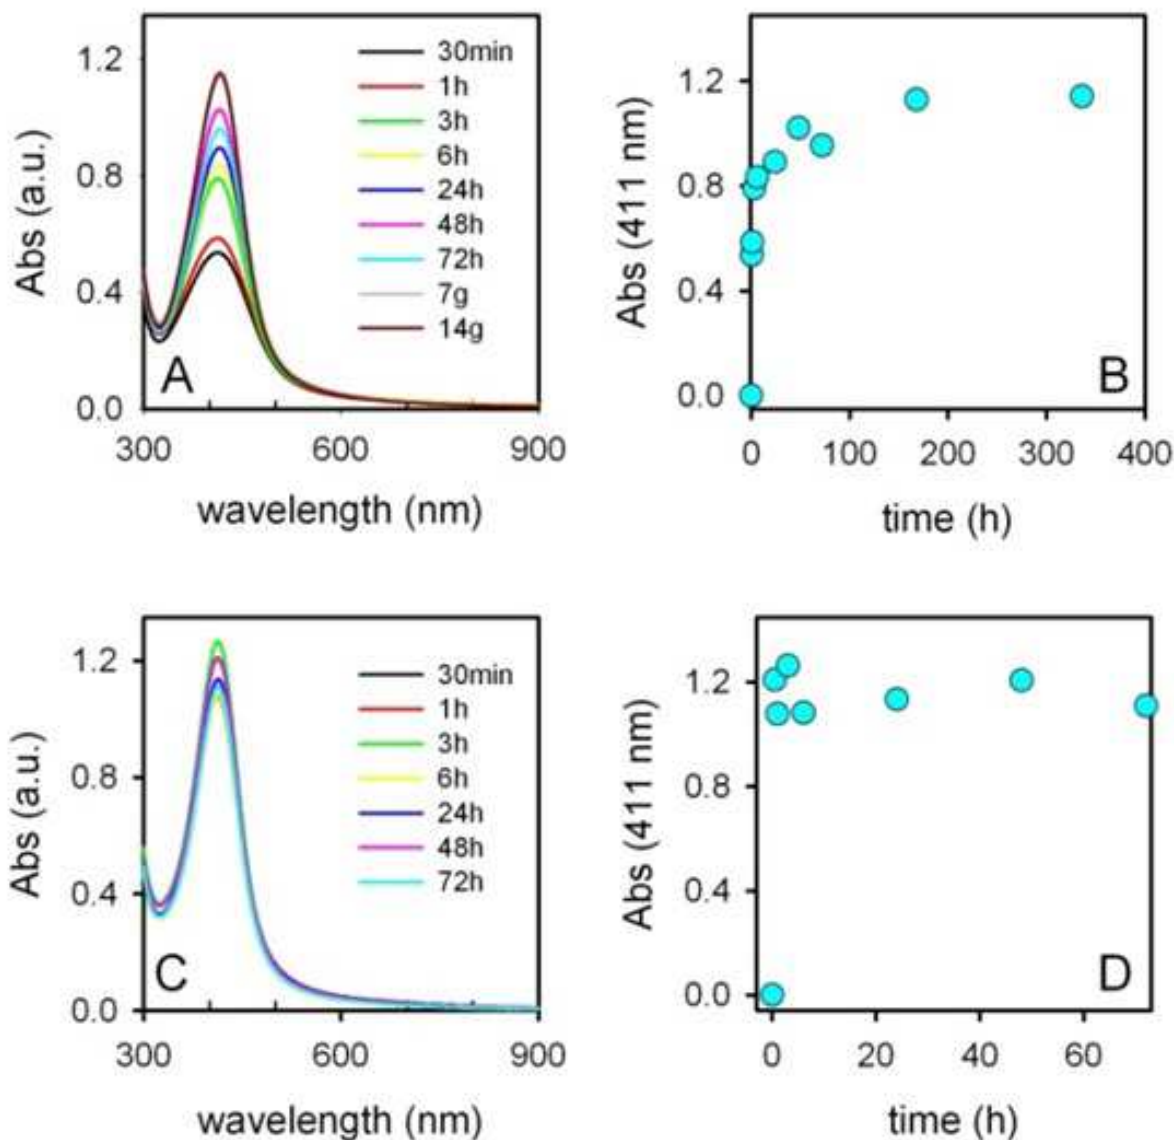 Abs (a.u.)
1.2
0.8
0.4
0.0
300
600
900
wavelength (nm)
30min
1h
3h
6h
24h
48h
72h
7g
14g
A
Abs (411 nm)
1.2
0.8
0.4
0.0
0
100
200
300
400
time (h)
B
Abs (a.u.)
1.2
0.8
0.4
0.0
300
600
900
wavelength (nm)
30min
1h
3h
6h
24h
48h
72h
C
Abs (411 nm)
1.2
0.8
0.4
0.0
0
20
40
60
time (h)
D